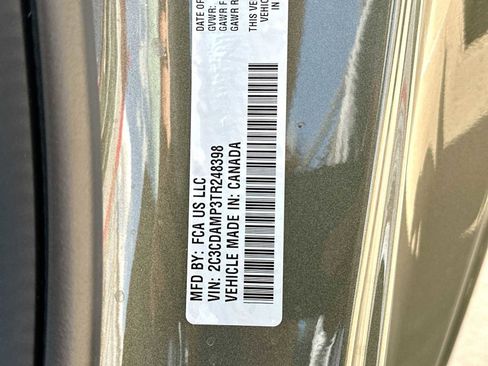 DATE OF
GVWR:
GAWR F
GAWR R
THIS VE
VEHICLE
IN
MFD BY: FCA US LLC
VIN: 2C3CDAMP3TR248398
VEHICLE MADE IN: CANADA